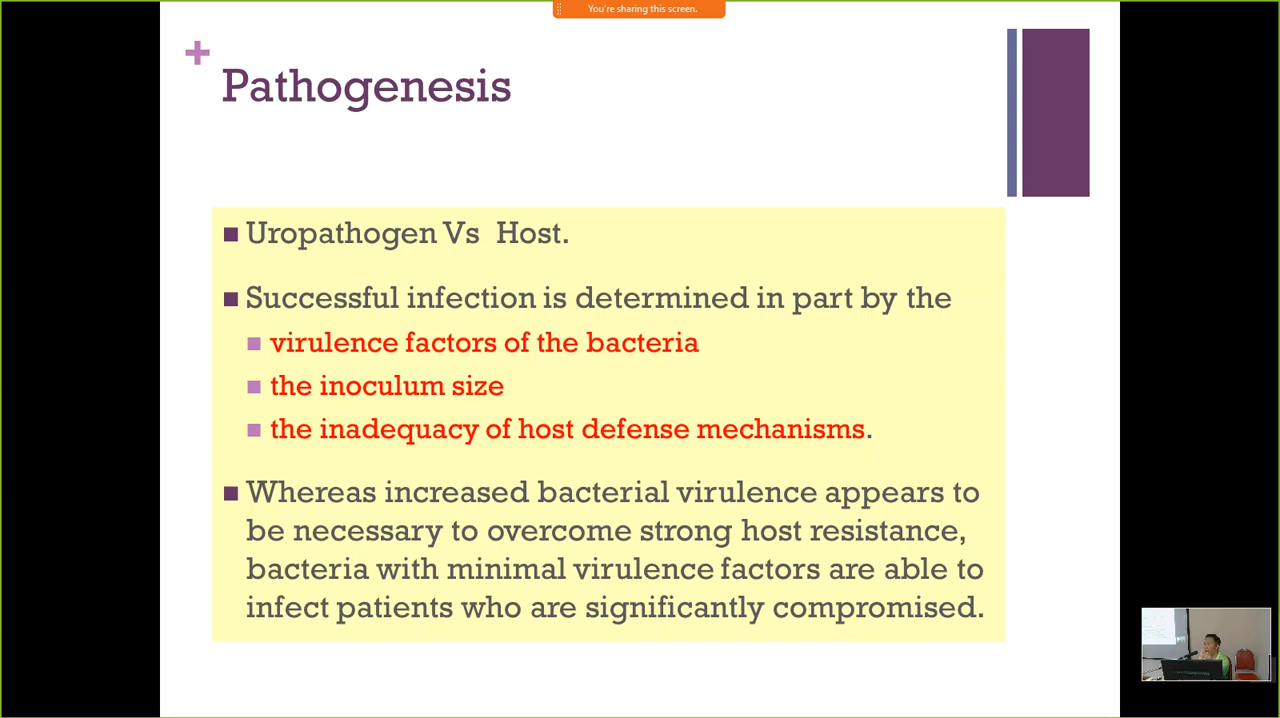 You're sharing this screen.
+
Pathogenesis
Uropathogen Vs Host.
Successful infection is determined in part by the
virulence factors of the bacteria
the inoculum size
the inadequacy of host defense mechanisms.
Whereas increased bacterial virulence appears to
be necessary to overcome strong host resistance,
bacteria with minimal virulence factors are able to
infect patients who are significantly compromised.